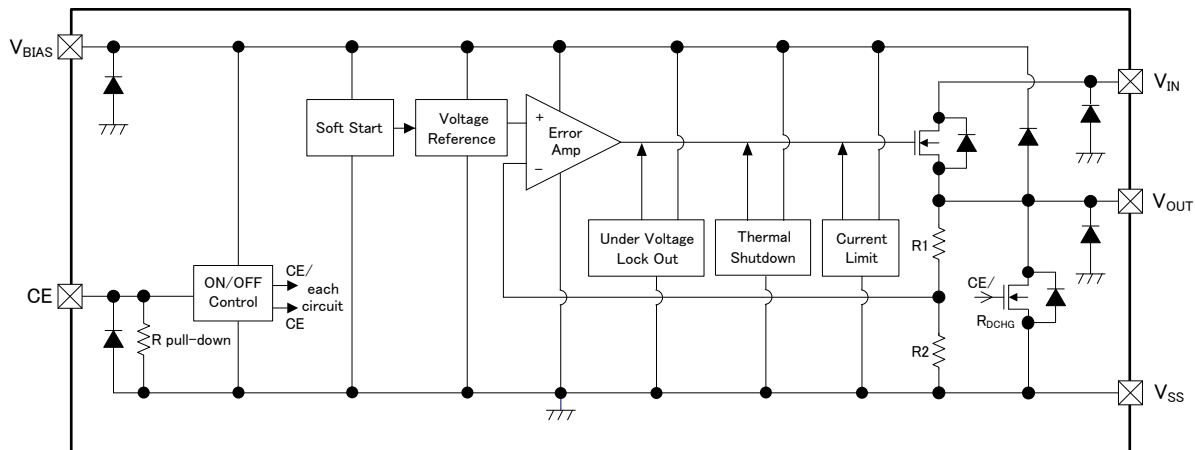 VBIAS
VIN
Soft Start
Voltage
Reference
+
Error
Amp
−
VOUT
Under Voltage
Lock Out
Thermal
Shutdown
Current
Limit
R1
CE
ON/OFF
Control
CE/
each
circuit
CE
CE/
RDCHG
R pull-down
R2
VSS